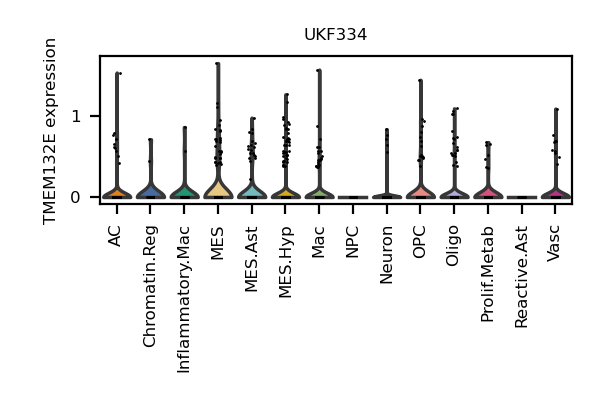 UKF334
TMEM132E expression
1
0
AC
Chromatin.Reg
Inflammatory.Mac
MES
MES.Ast
MES.Hyp
Mac
NPC
Neuron
OPC
Oligo
Prolif.Metab
Reactive.Ast
Vasc